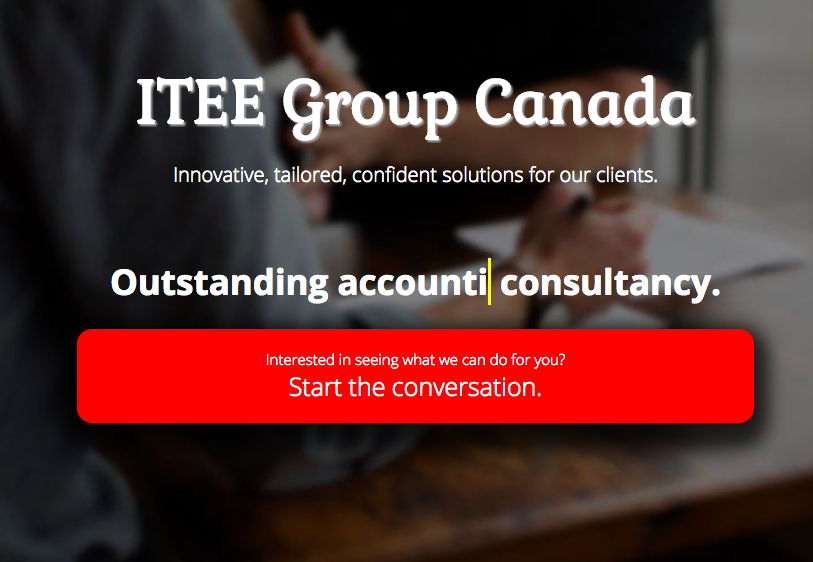 ITEE Group Canada
Innovative, tailored, confident solutions for our clients.
Outstanding accounti consultancy.
Interested in seeing what we can do for you?
Start the conversation.